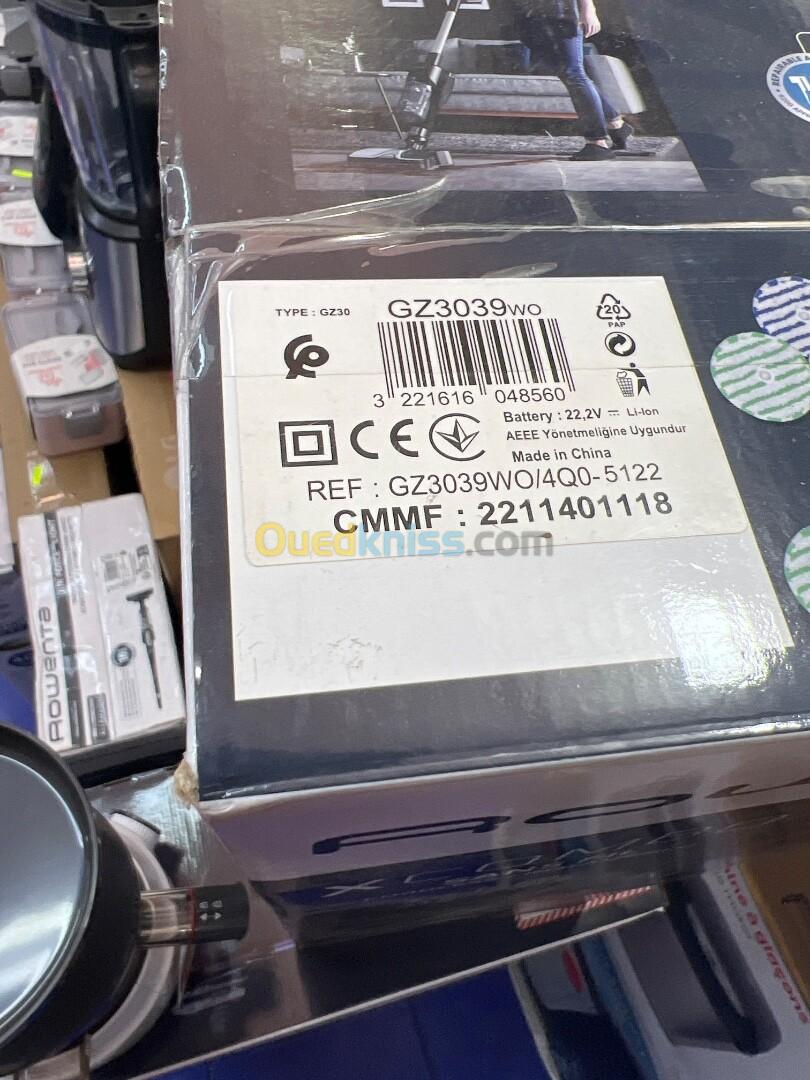 TYPE : GZ30
GZ3039WO
20
PAP
3 221616 048560
Battery : 22,2V ⎓ Li-Ion
AEEE Yönetmeliğine Uygundur
Made in China
CE
REF : GZ3039WO/4Q0-5122
CMMF : 2211401118
Ouedkniss.com
Rowenta